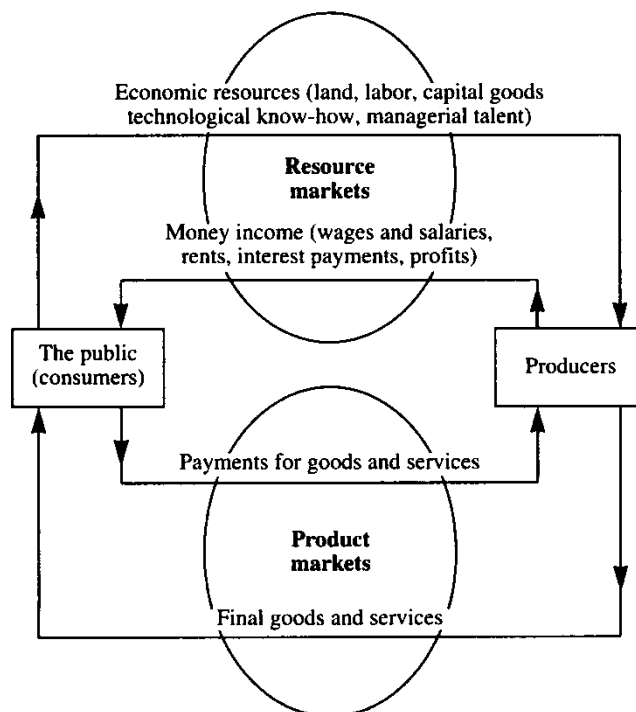 Economic resources (land, labor, capital goods
technological know-how, managerial talent)
Resource
markets
Money income (wages and salaries,
rents, interest payments, profits)
The public
(consumers)
Producers
Payments for goods and services
Product
markets
Final goods and services